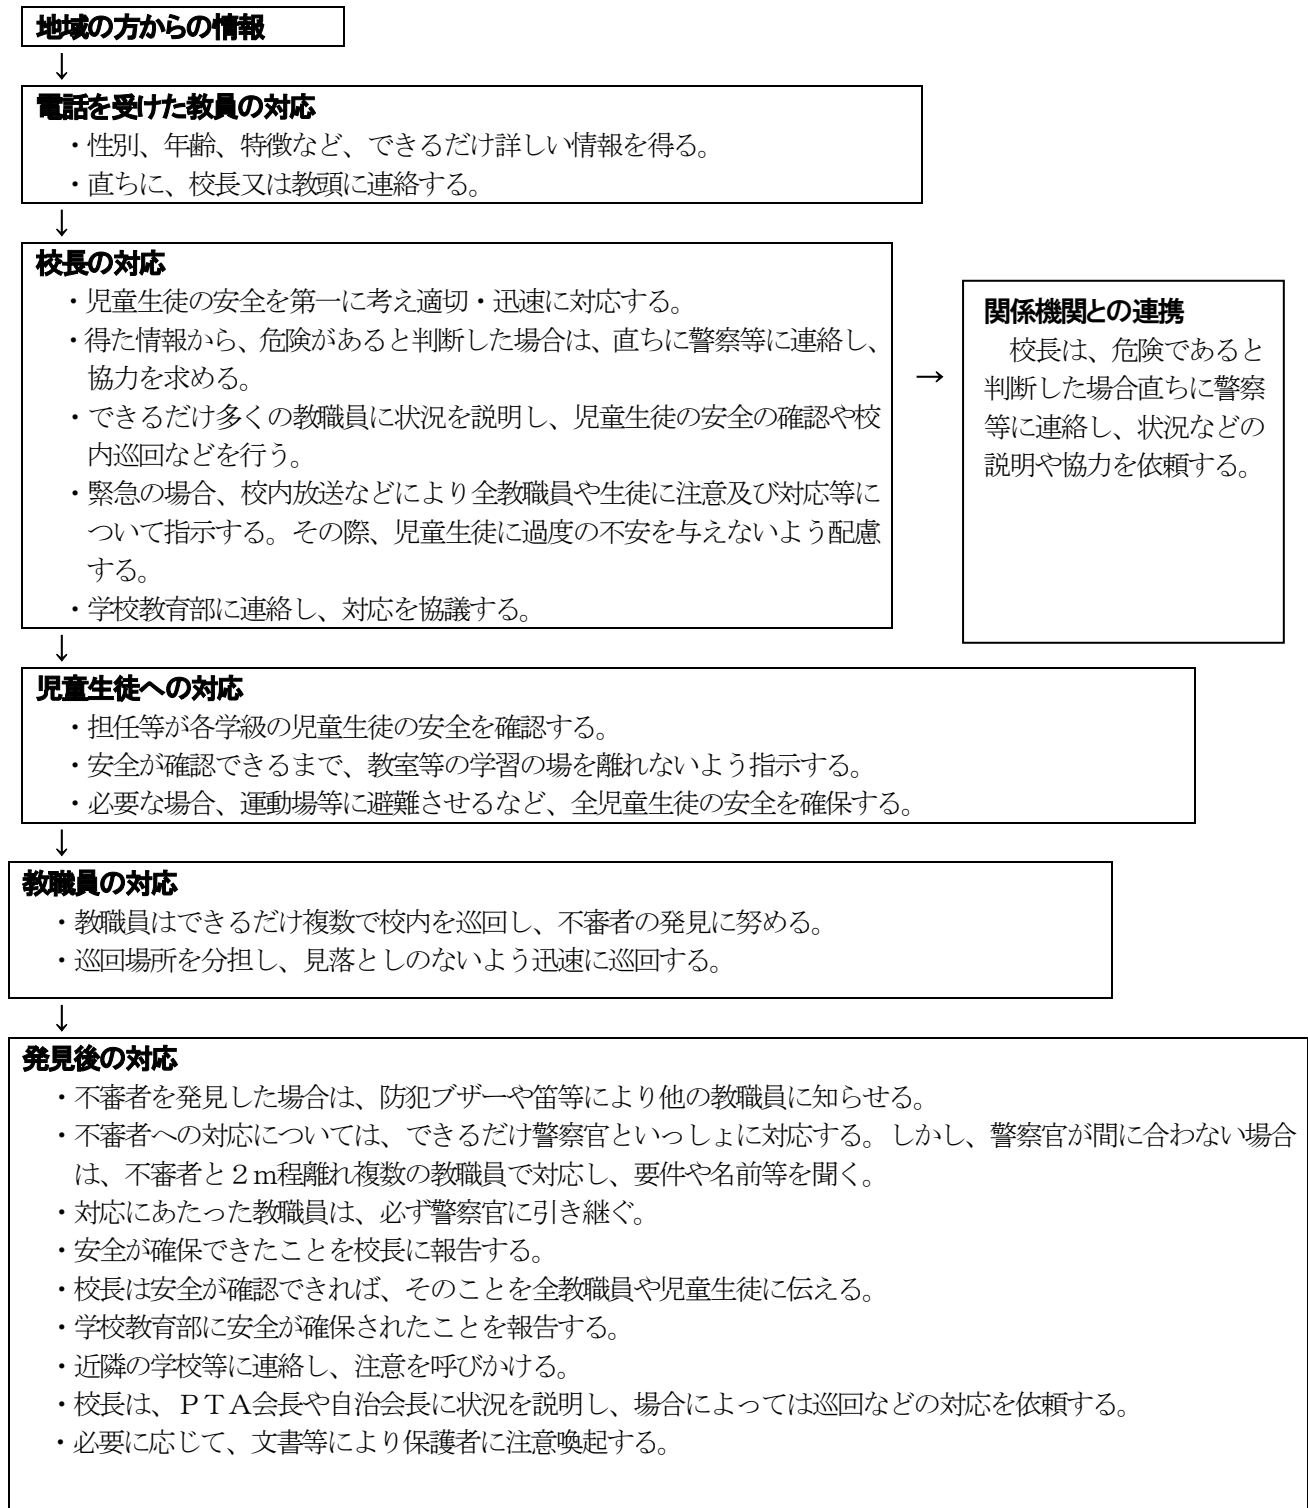 地域の方からの情報
↓
電話を受けた教員の対応
・性別、年齢、特徴など、できるだけ詳しい情報を得る。
・直ちに、校長又は教頭に連絡する。
↓
校長の対応
・児童生徒の安全を第一に考え適切・迅速に対応する。
・得た情報から、危険があると判断した場合は、直ちに警察等に連絡し、
協力を求める。
・できるだけ多くの教職員に状況を説明し、児童生徒の安全の確認や校
内巡回などを行う。
・緊急の場合、校内放送などにより全教職員や生徒に注意及び対応等に
ついて指示する。その際、児童生徒に過度の不安を与えないよう配慮
する。
・学校教育部に連絡し、対応を協議する。
→
関係機関との連携
校長は、危険であると
判断した場合直ちに警察
等に連絡し、状況などの
説明や協力を依頼する。
↓
児童生徒への対応
・担任等が各学級の児童生徒の安全を確認する。
・安全が確認できるまで、教室等の学習の場を離れないよう指示する。
・必要な場合、運動場等に避難させるなど、全児童生徒の安全を確保する。
↓
教職員の対応
・教職員はできるだけ複数で校内を巡回し、不審者の発見に努める。
・巡回場所を分担し、見落としのないよう迅速に巡回する。
↓
発見後の対応
・不審者を発見した場合は、防犯ブザーや笛等により他の教職員に知らせる。
・不審者への対応については、できるだけ警察官といっしょに対応する。しかし、警察官が間に合わない場合
は、不審者と２ｍ程離れ複数の教職員で対応し、要件や名前等を聞く。
・対応にあたった教職員は、必ず警察官に引き継ぐ。
・安全が確保できたことを校長に報告する。
・校長は安全が確認できれば、そのことを全教職員や児童生徒に伝える。
・学校教育部に安全が確保されたことを報告する。
・近隣の学校等に連絡し、注意を呼びかける。
・校長は、ＰＴＡ会長や自治会長に状況を説明し、場合によっては巡回などの対応を依頼する。
・必要に応じて、文書等により保護者に注意喚起する。